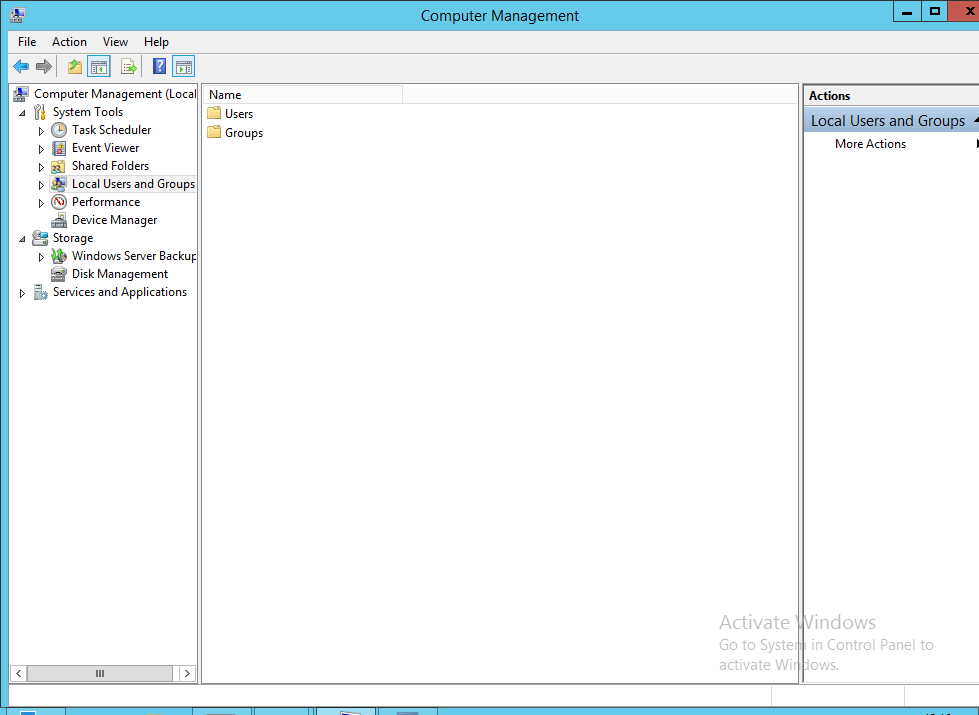 Computer Management
File Action View Help
Computer Management (Local
System Tools
Task Scheduler
Event Viewer
Shared Folders
Local Users and Groups
Performance
Device Manager
Storage
Windows Server Backup
Disk Management
Services and Applications
Name
Users
Groups
Actions
Local Users and Groups
More Actions
Activate Windows
Go to System in Control Panel to
activate Windows.